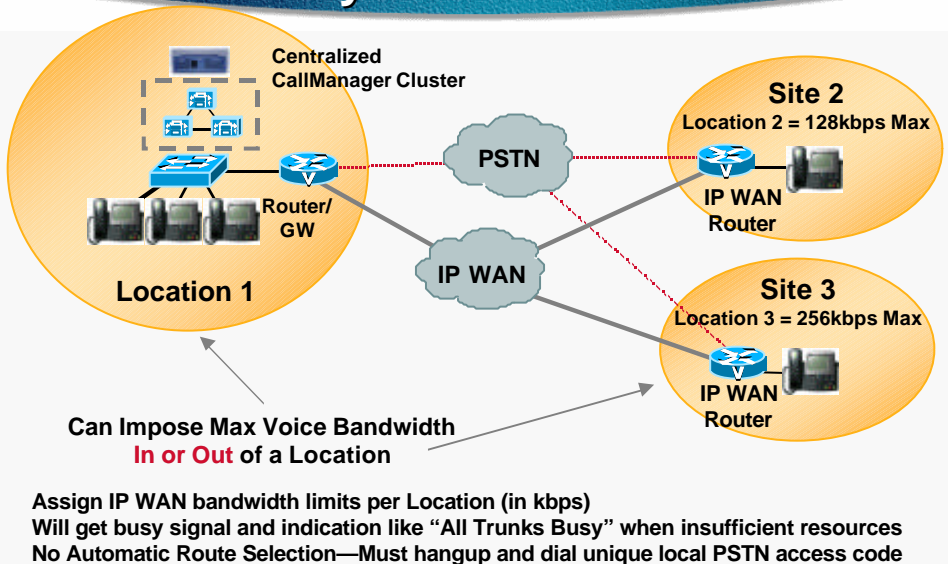 Centralized
CallManager Cluster
Site 2
Location 2 = 128kbps Max
PSTN
V
V
IP WAN
Router
Router/
GW
IP WAN
Location 1
Site 3
Location 3 = 256kbps Max
V
IP WAN
Router
Can Impose Max Voice Bandwidth
In or Out of a Location
Assign IP WAN bandwidth limits per Location (in kbps)
Will get busy signal and indication like “All Trunks Busy” when insufficient resources
No Automatic Route Selection—Must hangup and dial unique local PSTN access code